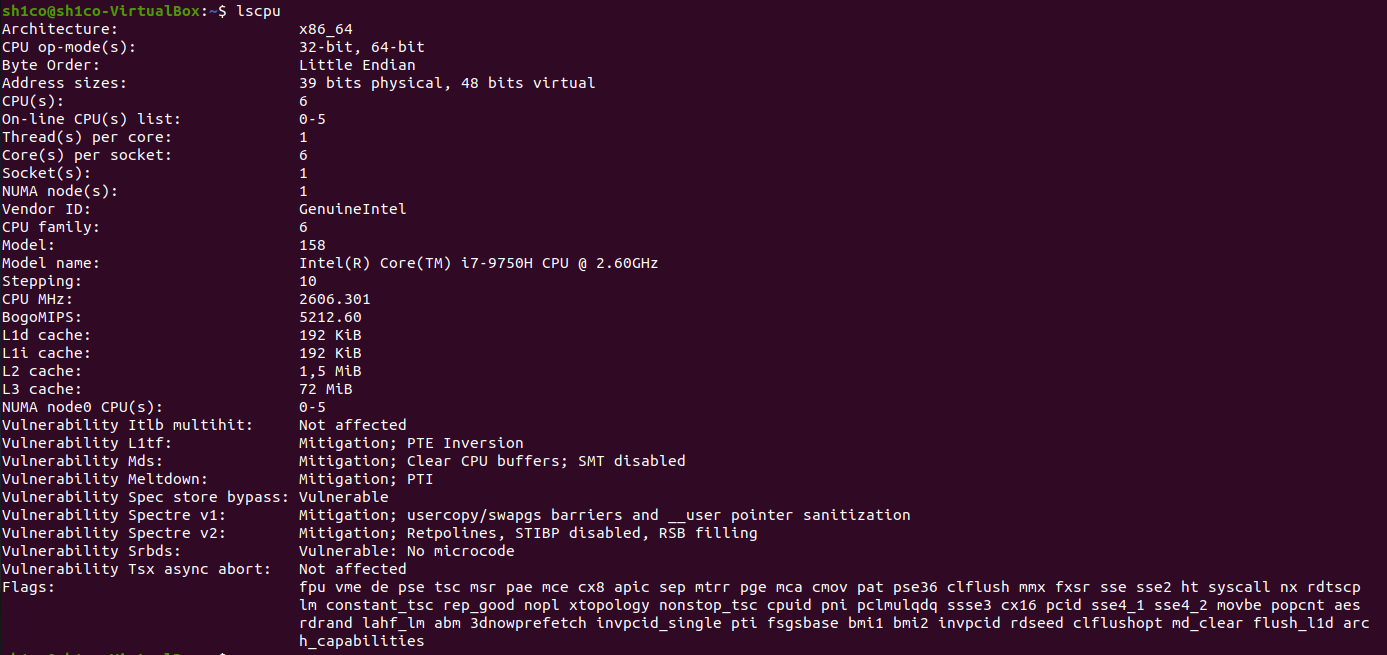 sh1co@sh1co-VirtualBox:~$ lscpu
Architecture: x86_64
CPU op-mode(s): 32-bit, 64-bit
Byte Order: Little Endian
Address sizes: 39 bits physical, 48 bits virtual
CPU(s): 6
On-line CPU(s) list: 0-5
Thread(s) per core: 1
Core(s) per socket: 6
Socket(s): 1
NUMA node(s): 1
Vendor ID: GenuineIntel
CPU family: 6
Model: 158
Model name: Intel(R) Core(TM) i7-9750H CPU @ 2.60GHz
Stepping: 10
CPU MHz: 2606.301
BogoMIPS: 5212.60
L1d cache: 192 KiB
L1i cache: 192 KiB
L2 cache: 1,5 MiB
L3 cache: 72 MiB
NUMA node0 CPU(s): 0-5
Vulnerability Itlb multihit: Not affected
Vulnerability L1tf: Mitigation; PTE Inversion
Vulnerability Mds: Mitigation; Clear CPU buffers; SMT disabled
Vulnerability Meltdown: Mitigation; PTI
Vulnerability Spec store bypass: Vulnerable
Vulnerability Spectre v1: Mitigation; usercopy/swapgs barriers and __user pointer sanitization
Vulnerability Spectre v2: Mitigation; Retpolines, STIBP disabled, RSB filling
Vulnerability Srbds: Vulnerable: No microcode
Vulnerability Tsx async abort: Not affected
Flags: fpu vme de pse tsc msr pae mce cx8 apic sep mtrr pge mca cmov pat pse36 clflush mmx fxsr sse sse2 ht syscall nx rdtscp
lm constant_tsc rep_good nopl xtopology nonstop_tsc cpuid pni pclmulqdq ssse3 cx16 pcid sse4_1 sse4_2 movbe popcnt aes
rdrand lahf_lm abm 3dnowprefetch invpcid_single pti fsgsbase bmi1 bmi2 invpcid rdseed clflushopt md_clear flush_l1d arc
h_capabilities